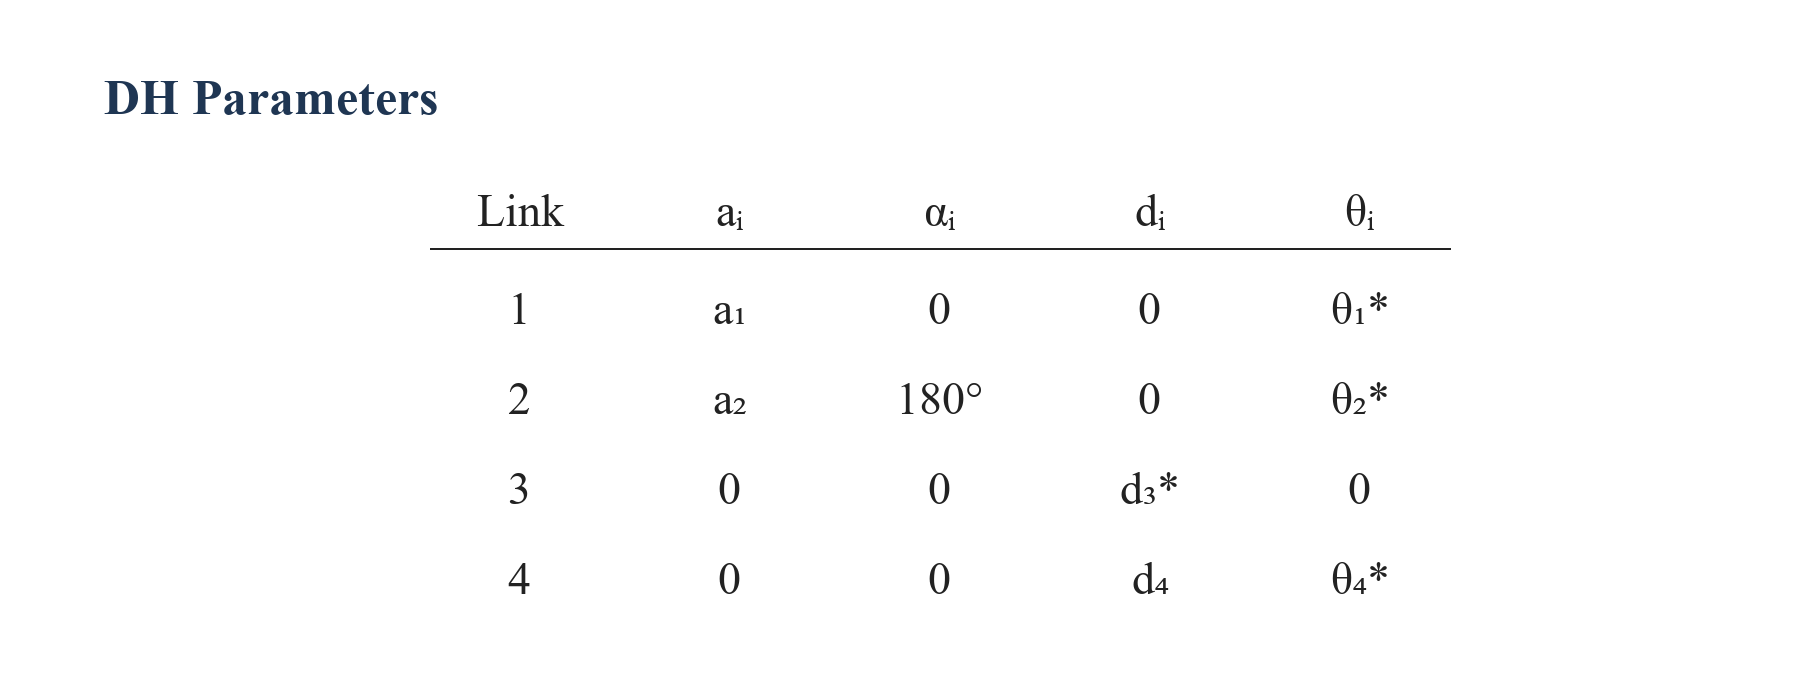 DH Parameters
Link aᵢ αᵢ dᵢ θᵢ
1 a₁ 0 0 θ₁*
2 a₂ 180° 0 θ₂*
3 0 0 d₃* 0
4 0 0 d₄ θ₄*